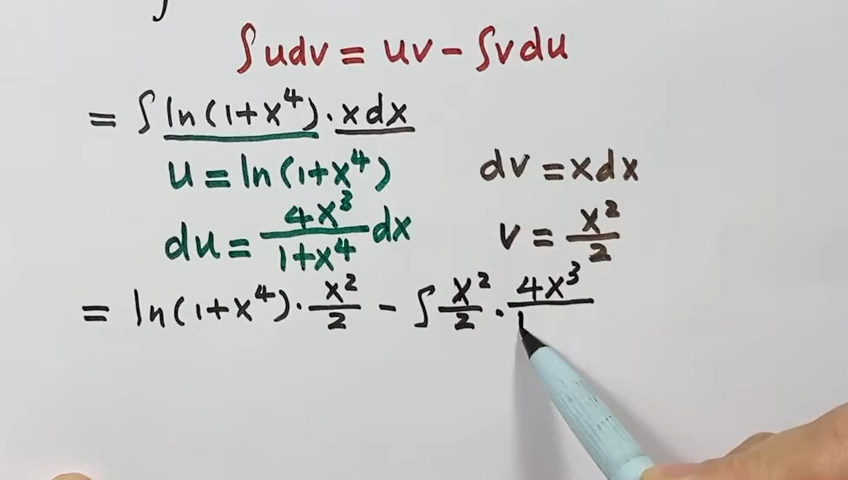 ∫udv = uv - ∫vdu
= ∫ ln(1+x⁴)·xdx
u = ln(1+x⁴) dv = xdx
du = 4x³/1+x⁴ dx v = x²/2
= ln(1+x⁴)·x²/2 - ∫ x²/2 · 4x³/1